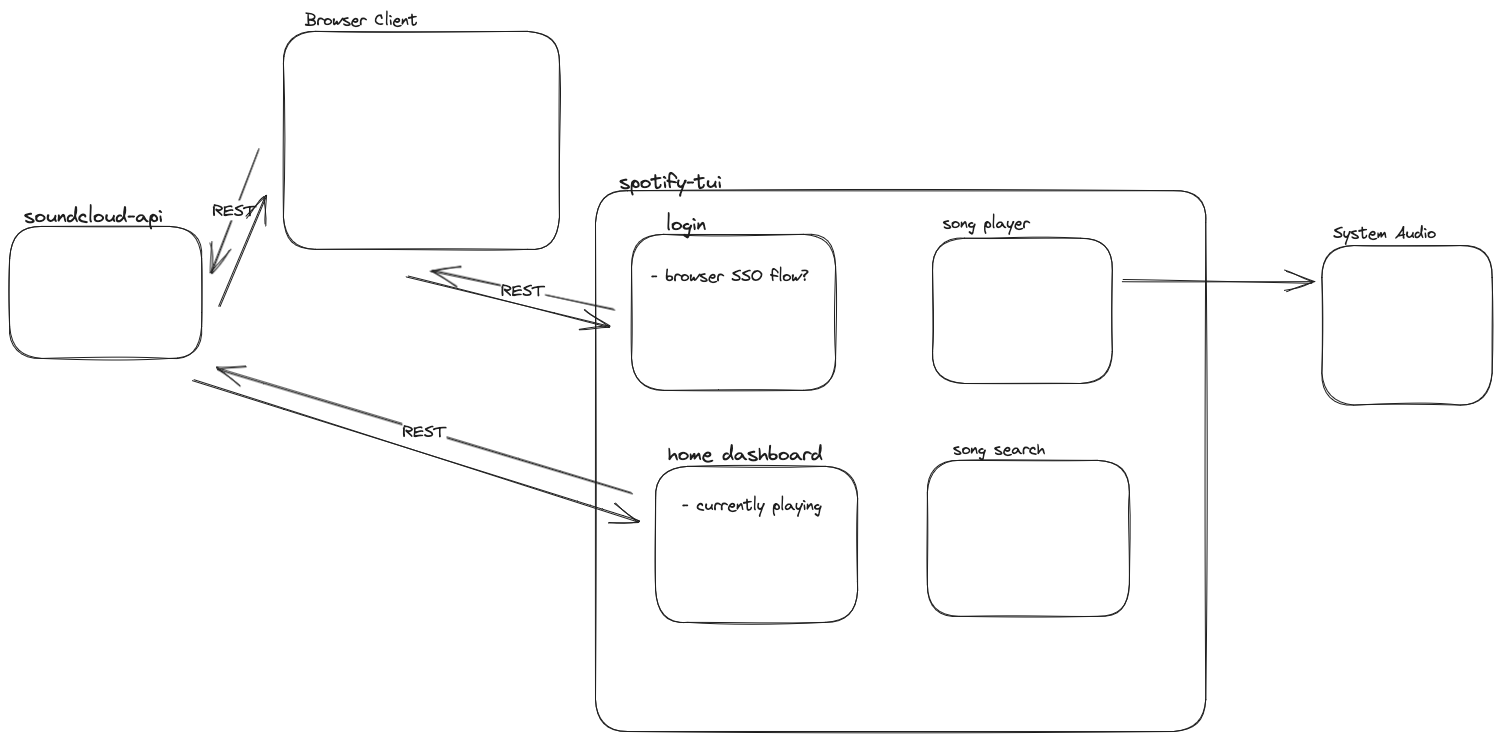 Browser Client
spotify-tui
REST
soundcloud-api
login
song player
System Audio
- browser SSO flow?
REST
REST
home dashboard
song search
- currently playing